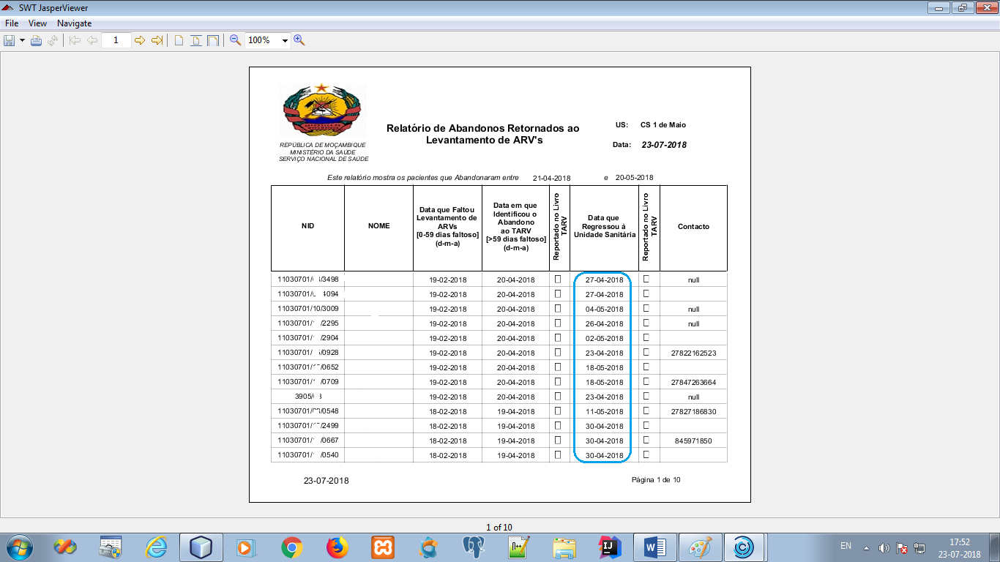 SWT JasperViewer
File View Navigate
1 100%
REPÚBLICA DE MOÇAMBIQUE
MINISTÉRIO DA SAÚDE
SERVIÇO NACIONAL DE SAÚDE
Relatório de Abandonos Retornados ao
Levantamento de ARV's
US: CS 1 de Maio
Data: 23-07-2018
Este relatório mostra os pacientes que Abandonaram entre 21-04-2018 e 20-05-2018
NID
NOME
Data que Faltou
Levantamento de
ARVs
[0-59 dias faltoso]
(d-m-a)
Data em que
Identificou o
Abandono
ao TARV
[>59 dias faltoso]
(d-m-a)
Reportado no Livro
TARV
Data que
Regressou à
Unidade Sanitária
Reportado no Livro
TARV
Contacto
11030701/ /3498 19-02-2018 20-04-2018 27-04-2018 null
11030701/ 4094 19-02-2018 20-04-2018 27-04-2018
11030701/10/3009 19-02-2018 20-04-2018 04-05-2018 null
11030701/ /2295 19-02-2018 20-04-2018 26-04-2018 null
11030701/ /2904 19-02-2018 20-04-2018 02-05-2018
11030701/ /0928 19-02-2018 20-04-2018 23-04-2018 27822162523
11030701/ /0652 19-02-2018 20-04-2018 18-05-2018
11030701/ /0709 19-02-2018 20-04-2018 18-05-2018 27847263664
3905/ 19-02-2018 20-04-2018 23-04-2018 null
11030701/ /0548 18-02-2018 19-04-2018 11-05-2018 27827186830
11030701/ /2499 18-02-2018 19-04-2018 30-04-2018
11030701/ /0667 18-02-2018 19-04-2018 30-04-2018 845971850
11030701/ /0540 18-02-2018 19-04-2018 30-04-2018
23-07-2018 Página 1 de 10
1 of 10
EN 17:52
23-07-2018